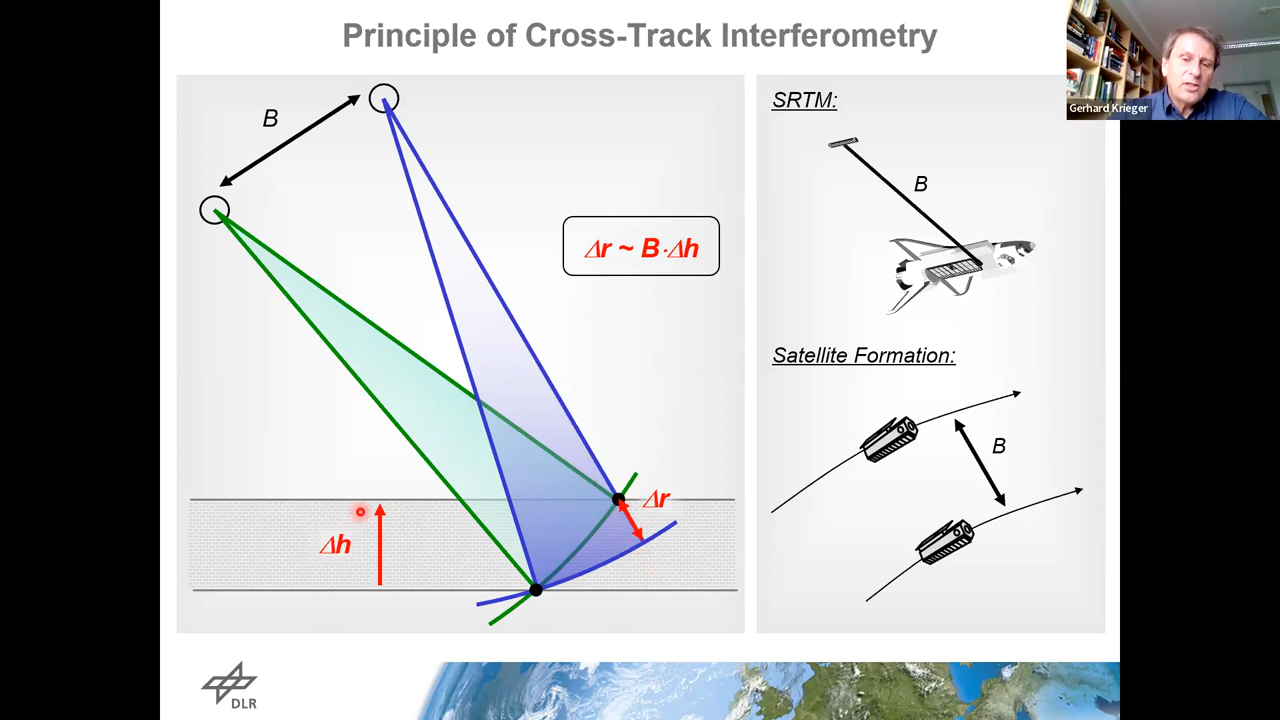 Principle of Cross-Track Interferometry
Gerhard Krieger
B
Δr ~ B·Δh
Δr
Δh
SRTM:
B
Satellite Formation:
B
DLR